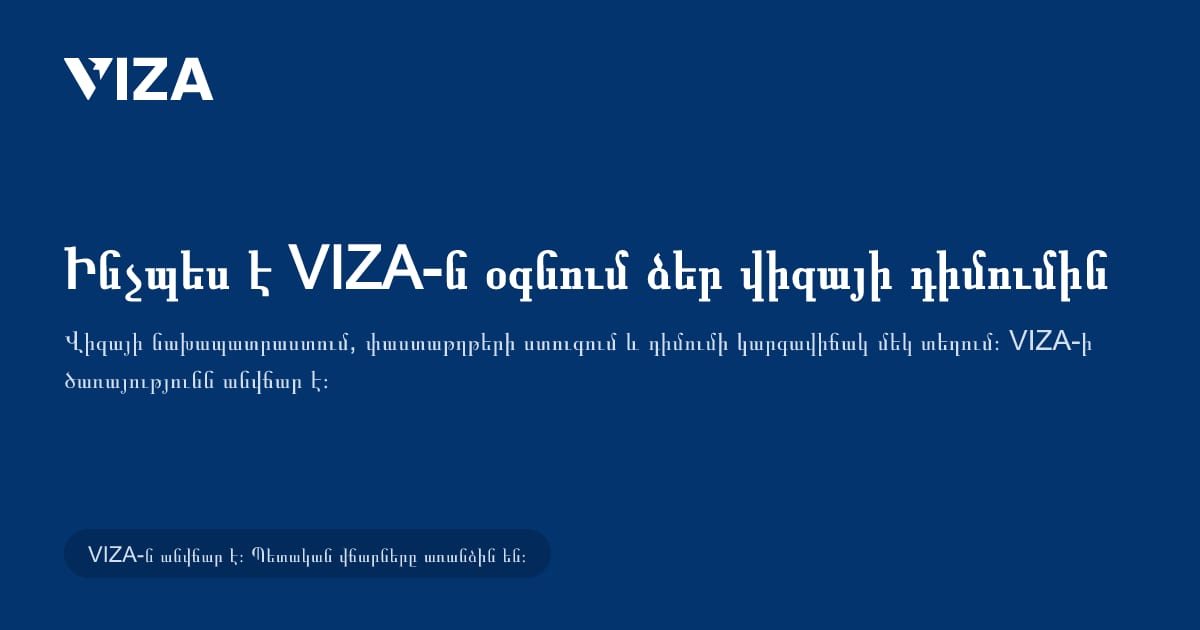 VIZA
Ինչպես է VIZA-ն օգնում ձեր վիզայի դիմումին
Վիզայի նախապատրաստում, փաստաթղթերի ստուգում և դիմումի կարգավիճակ մեկ տեղում։ VIZA-ի
ծառայությունն անվճար է։
VIZA-ն անվճար է։ Պետական վճարները առանձին են։